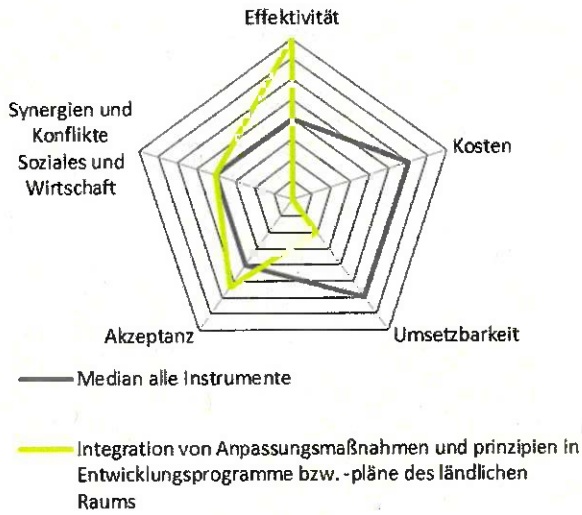 Effektivität
Synergien und
Konflikte
Soziales und
Wirtschaft
Kosten
Akzeptanz
Umsetzbarkeit
Median alle Instrumente
Integration von Anpassungsmaßnahmen und prinzipien in
Entwicklungsprogramme bzw. -pläne des ländlichen
Raums